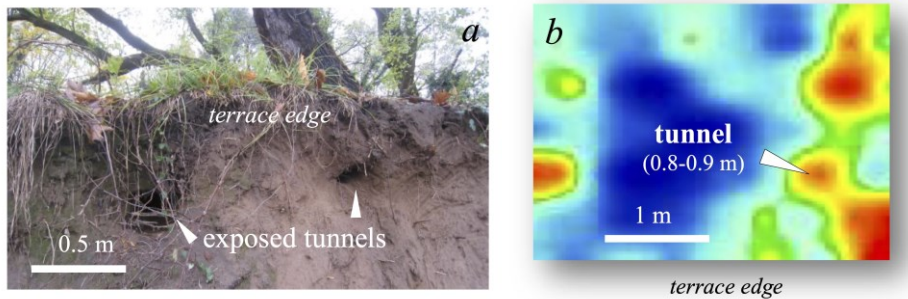 a
terrace edge
exposed tunnels
0.5 m
b
tunnel
(0.8-0.9 m)
1 m
terrace edge